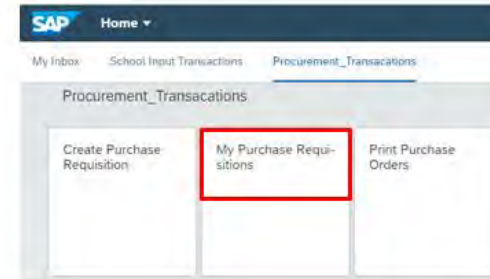 SAP Home
My Inbox School Input Transactions Procurement_Transacations
Procurement_Transacations
Create Purchase My Purchase Requi- Print Purchase
Requisition sitions Orders